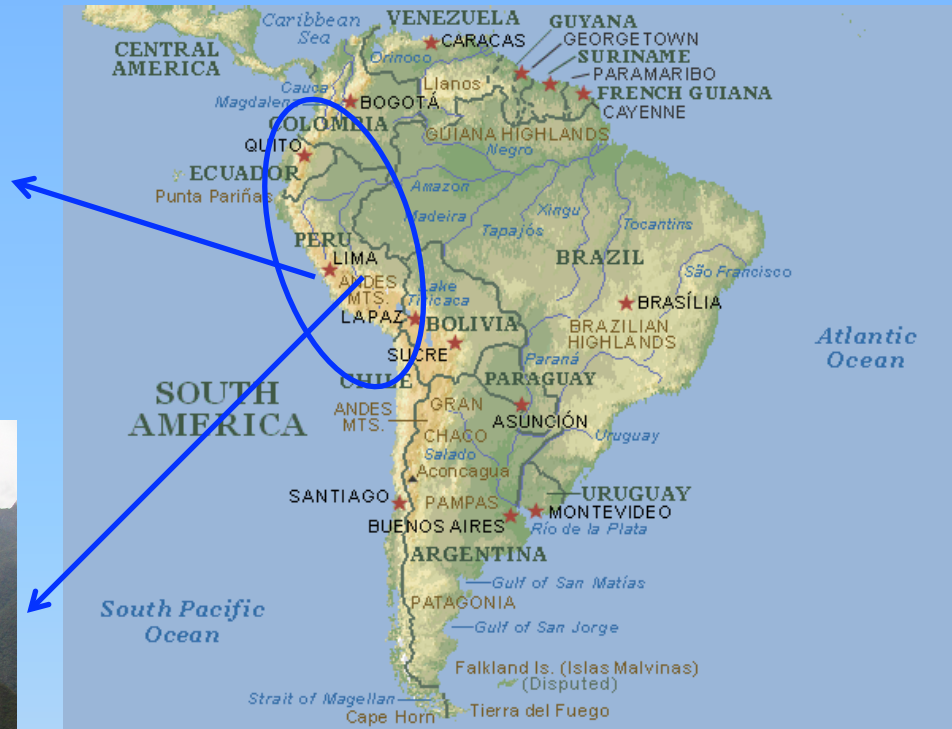 Caribbean
Sea
VENEZUELA
GUYANA
CARACAS
GEORGETOWN
CENTRAL
AMERICA
SURINAME
Orinoco
PARAMARIBO
Llanos
Cauca
FRENCH GUIANA
Magdalena
BOGOTÁ
CAYENNE
COLOMBIA
GUIANA HIGHLANDS
QUITO
Negro
ECUADOR
Amazon
Punta Pariñas
Madeira
Xingu
Tocantins
Tapajós
PERU
LIMA
BRAZIL
São Francisco
ANDES
MTS.
Lake
Titicaca
BRASÍLIA
LA PAZ
BOLIVIA
BRAZILIAN
HIGHLANDS
Atlantic
Ocean
SUCRE
Paraná
CHILE
PARAGUAY
SOUTH
AMERICA
ANDES
MTS.
GRAN
CHACO
ASUNCIÓN
Uruguay
Salado
Aconcagua
SANTIAGO
PAMPAS
URUGUAY
MONTEVIDEO
BUENOS AIRES
Río de la Plata
ARGENTINA
Gulf of San Matías
South Pacific
Ocean
PATAGONIA
Gulf of San Jorge
Falkland Is. (Islas Malvinas)
(Disputed)
Strait of Magellan
Cape Horn
Tierra del Fuego